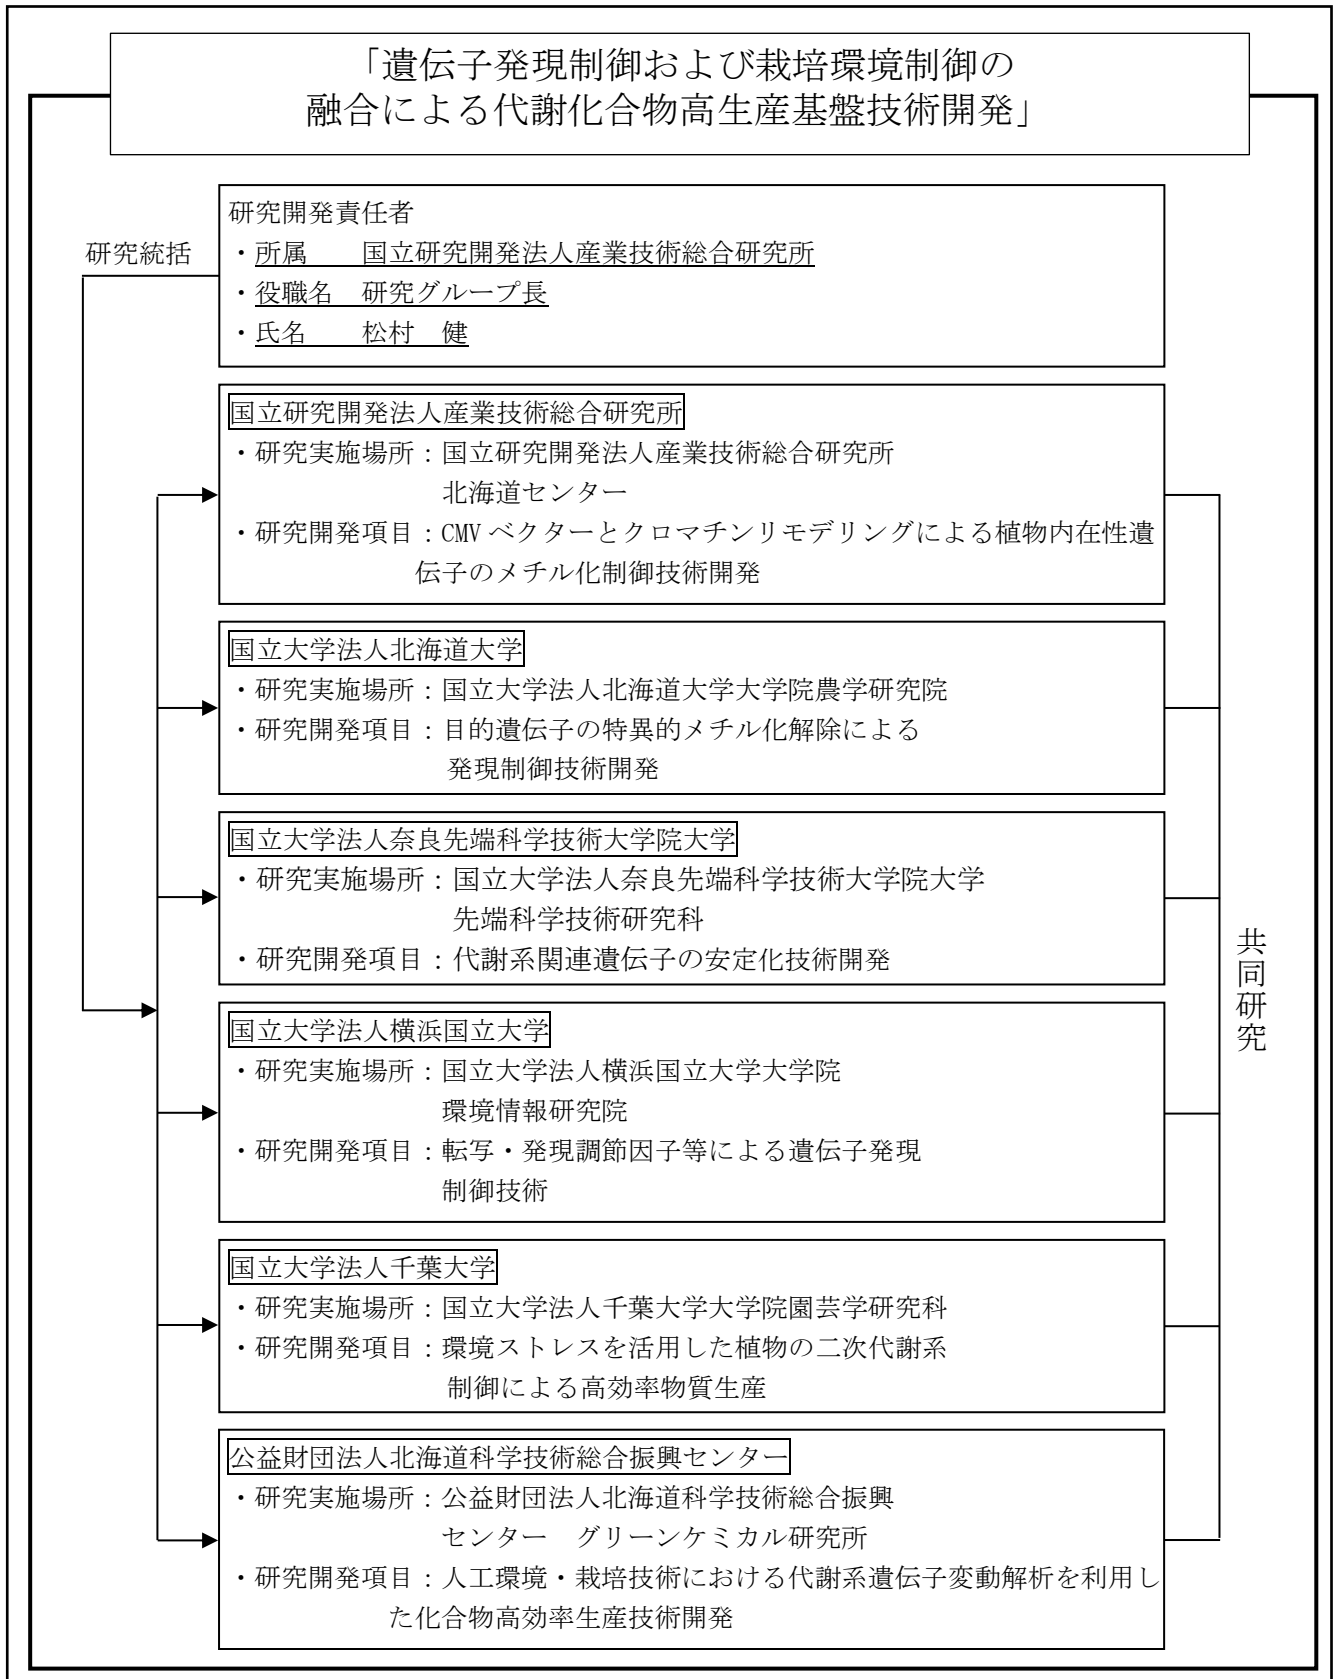 「遺伝子発現制御および栽培環境制御の
融合による代謝化合物高生産基盤技術開発」
研究統括
研究開発責任者
・所属　　国立研究開発法人産業技術総合研究所
・役職名　研究グループ長
・氏名　　松村　健
国立研究開発法人産業技術総合研究所
・研究実施場所：国立研究開発法人産業技術総合研究所
北海道センター
・研究開発項目：CMVベクターとクロマチンリモデリングによる植物内在性遺
伝子のメチル化制御技術開発
国立大学法人北海道大学
・研究実施場所：国立大学法人北海道大学大学院農学研究院
・研究開発項目：目的遺伝子の特異的メチル化解除による
発現制御技術開発
国立大学法人奈良先端科学技術大学院大学
・研究実施場所：国立大学法人奈良先端科学技術大学院大学
先端科学技術研究科
・研究開発項目：代謝系関連遺伝子の安定化技術開発
国立大学法人横浜国立大学
・研究実施場所：国立大学法人横浜国立大学大学院
環境情報研究院
・研究開発項目：転写・発現調節因子等による遺伝子発現
制御技術
国立大学法人千葉大学
・研究実施場所：国立大学法人千葉大学大学院園芸学研究科
・研究開発項目：環境ストレスを活用した植物の二次代謝系
制御による高効率物質生産
公益財団法人北海道科学技術総合振興センター
・研究実施場所：公益財団法人北海道科学技術総合振興
センター　グリーンケミカル研究所
・研究開発項目：人工環境・栽培技術における代謝系遺伝子変動解析を利用し
た化合物高効率生産技術開発
共同研究